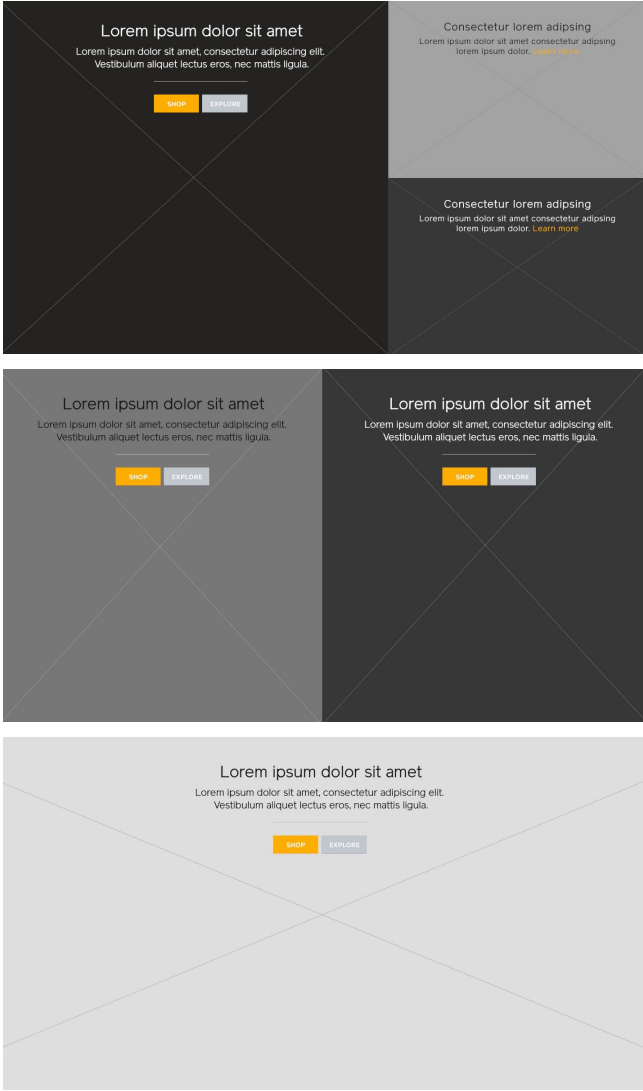 Lorem ipsum dolor sit amet
Lorem ipsum dolor sit amet, consectetur adipiscing elit.
Vestibulum aliquet lectus eros, nec mattis ligula.
SHOP
EXPLORE
Consectetur lorem adipsing
Lorem ipsum dolor sit amet consectetur adipsing
lorem ipsum dolor. Learn more
Consectetur lorem adipsing
Lorem ipsum dolor sit amet consectetur adipsing
lorem ipsum dolor. Learn more
Lorem ipsum dolor sit amet
Lorem ipsum dolor sit amet, consectetur adipiscing elit.
Vestibulum aliquet lectus eros, nec mattis ligula.
SHOP
EXPLORE
Lorem ipsum dolor sit amet
Lorem ipsum dolor sit amet, consectetur adipiscing elit.
Vestibulum aliquet lectus eros, nec mattis ligula.
SHOP
EXPLORE
Lorem ipsum dolor sit amet
Lorem ipsum dolor sit amet, consectetur adipiscing elit.
Vestibulum aliquet lectus eros, nec mattis ligula.
SHOP
EXPLORE